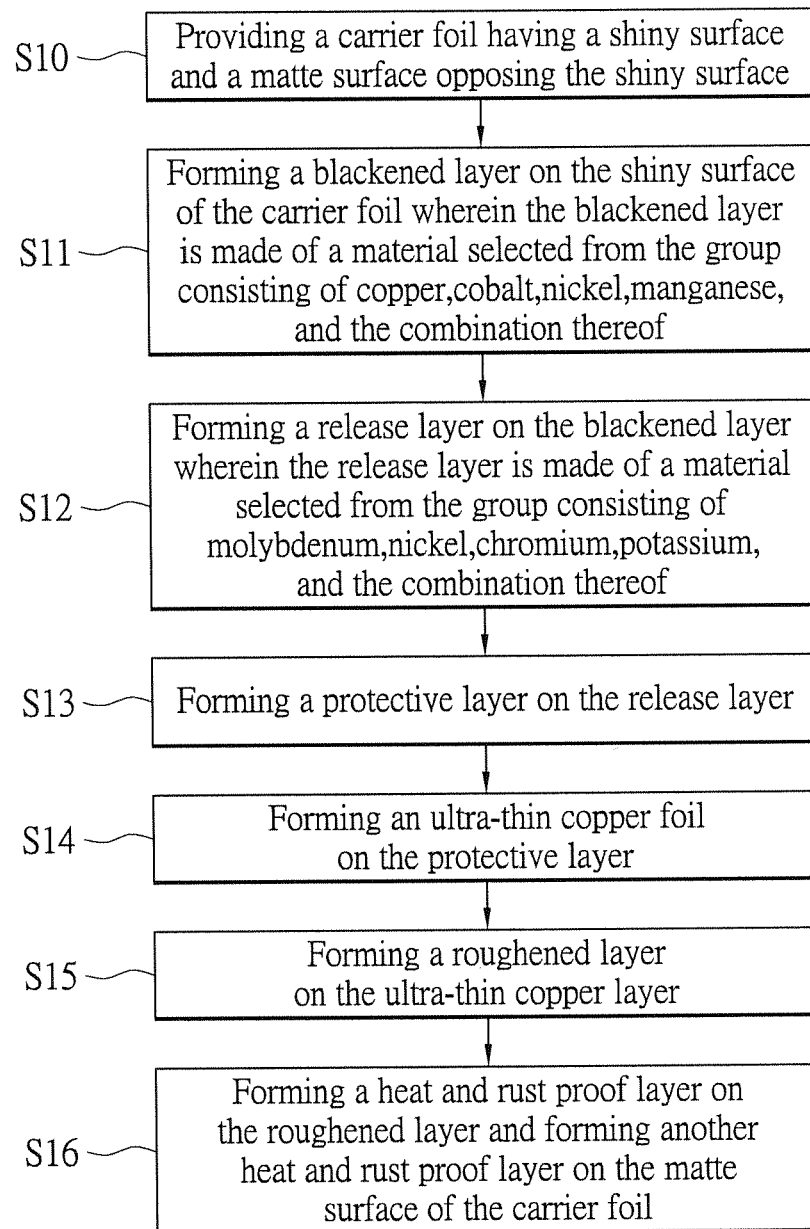 S10
Providing a carrier foil having a shiny surface
and a matte surface opposing the shiny surface
S11
Forming a blackened layer on the shiny surface
of the carrier foil wherein the blackened layer
is made of a material selected from the group
consisting of copper,cobalt,nickel,manganese,
and the combination thereof
S12
Forming a release layer on the blackened layer
wherein the release layer is made of a material
selected from the group consisting of
molybdenum,nickel,chromium,potassium,
and the combination thereof
S13
Forming a protective layer on the release layer
S14
Forming an ultra-thin copper foil
on the protective layer
S15
Forming a roughened layer
on the ultra-thin copper layer
S16
Forming a heat and rust proof layer on
the roughened layer and forming another
heat and rust proof layer on the matte
surface of the carrier foil